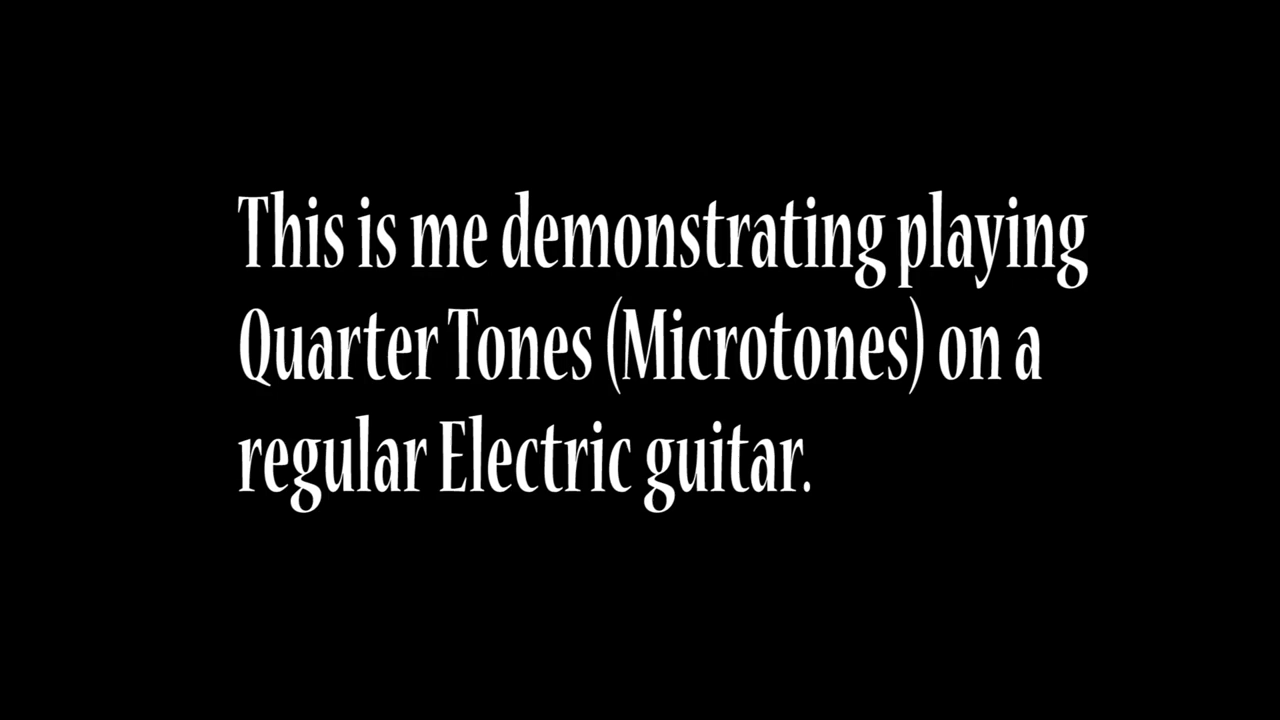 This is me demonstrating playing
Quarter Tones (Microtones) on a
regular Electric guitar.